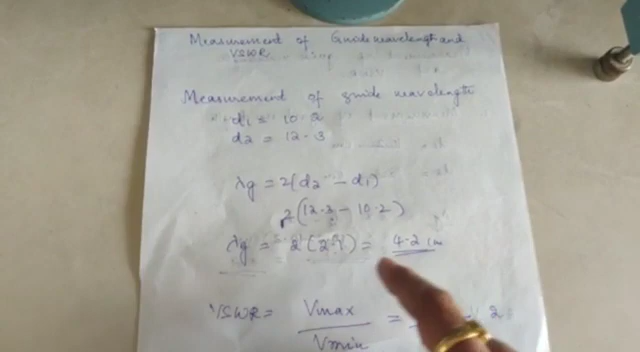 Measurement of Guide wavelength and
VSWR
Measurement of guide wavelength
d1 = 10.2
d2 = 12.3
λg = 2(d2 - d1)
2(12.3 - 10.2)
λg = 2(2.1) = 4.2 cm
VSWR = Vmax / Vmin =